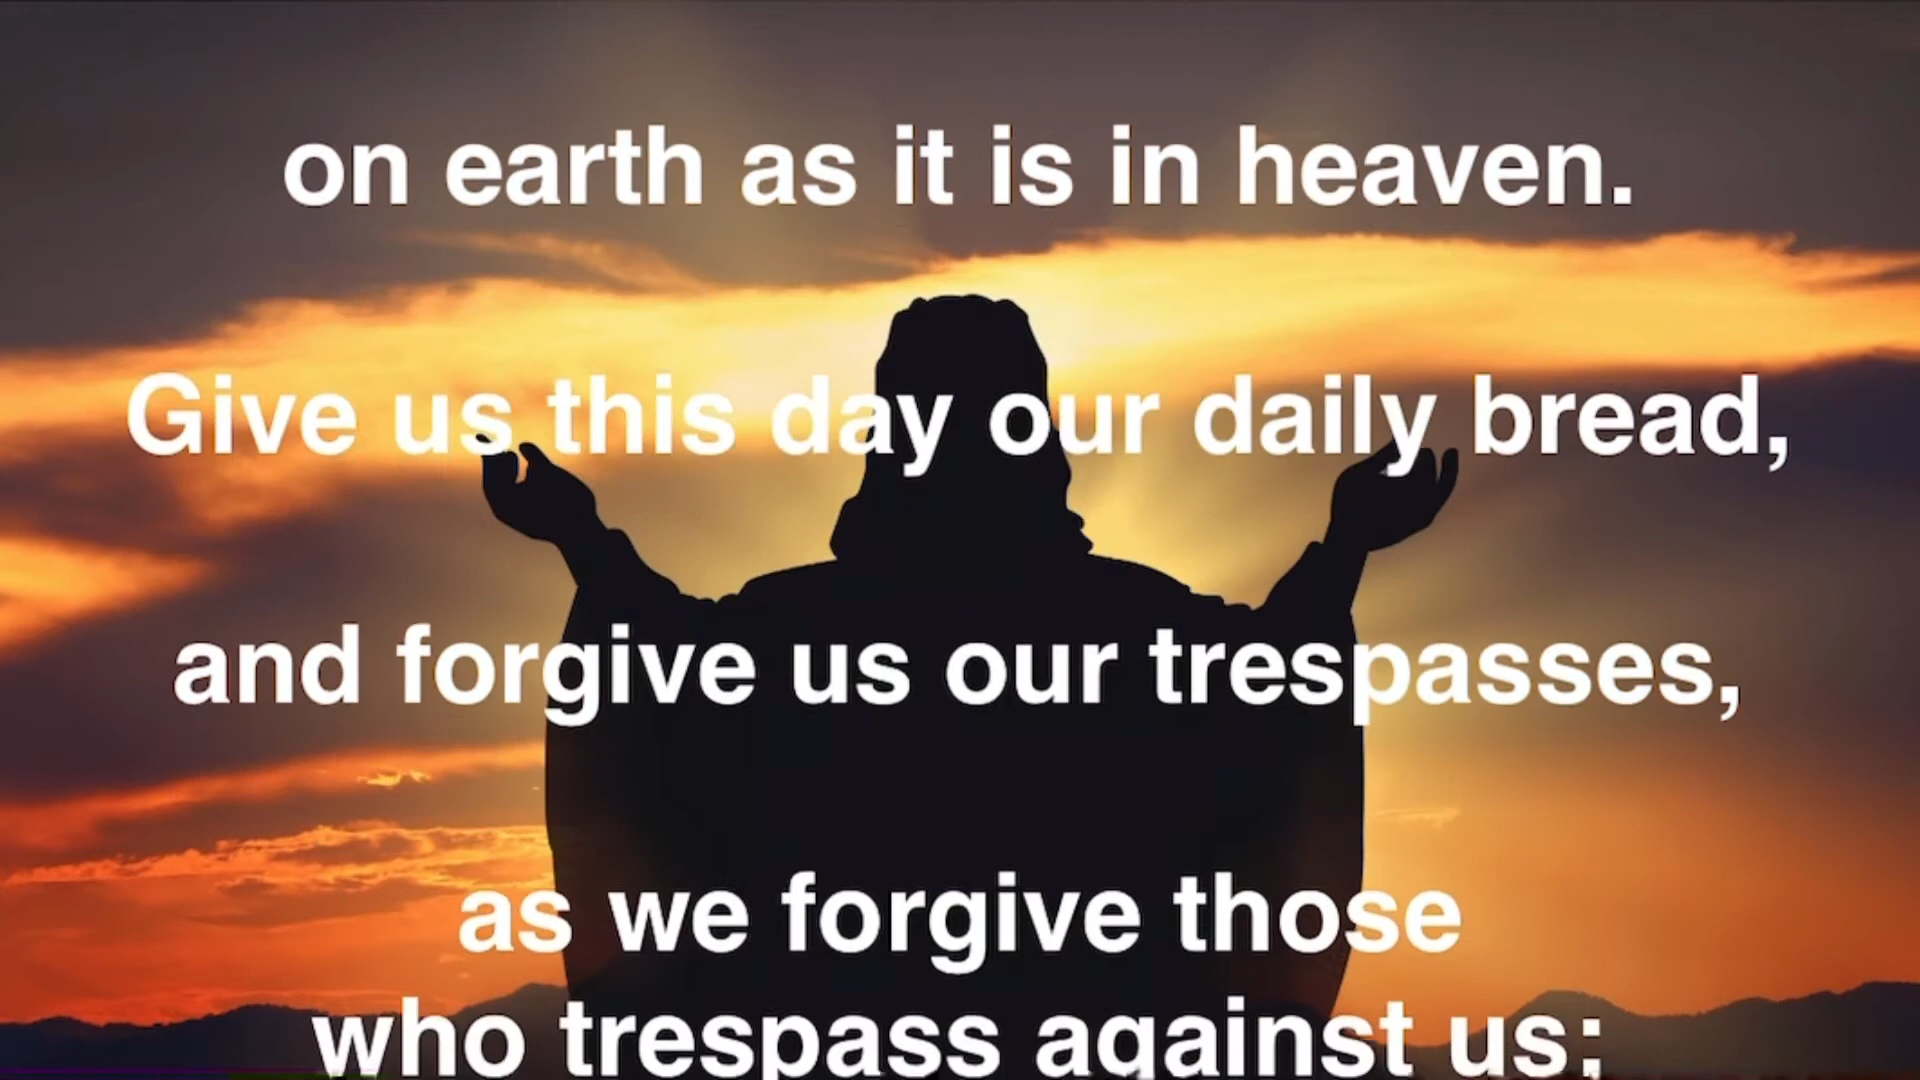 on earth as it is in heaven.
Give us this day our daily bread,
and forgive us our trespasses,
as we forgive those
who trespass against us;